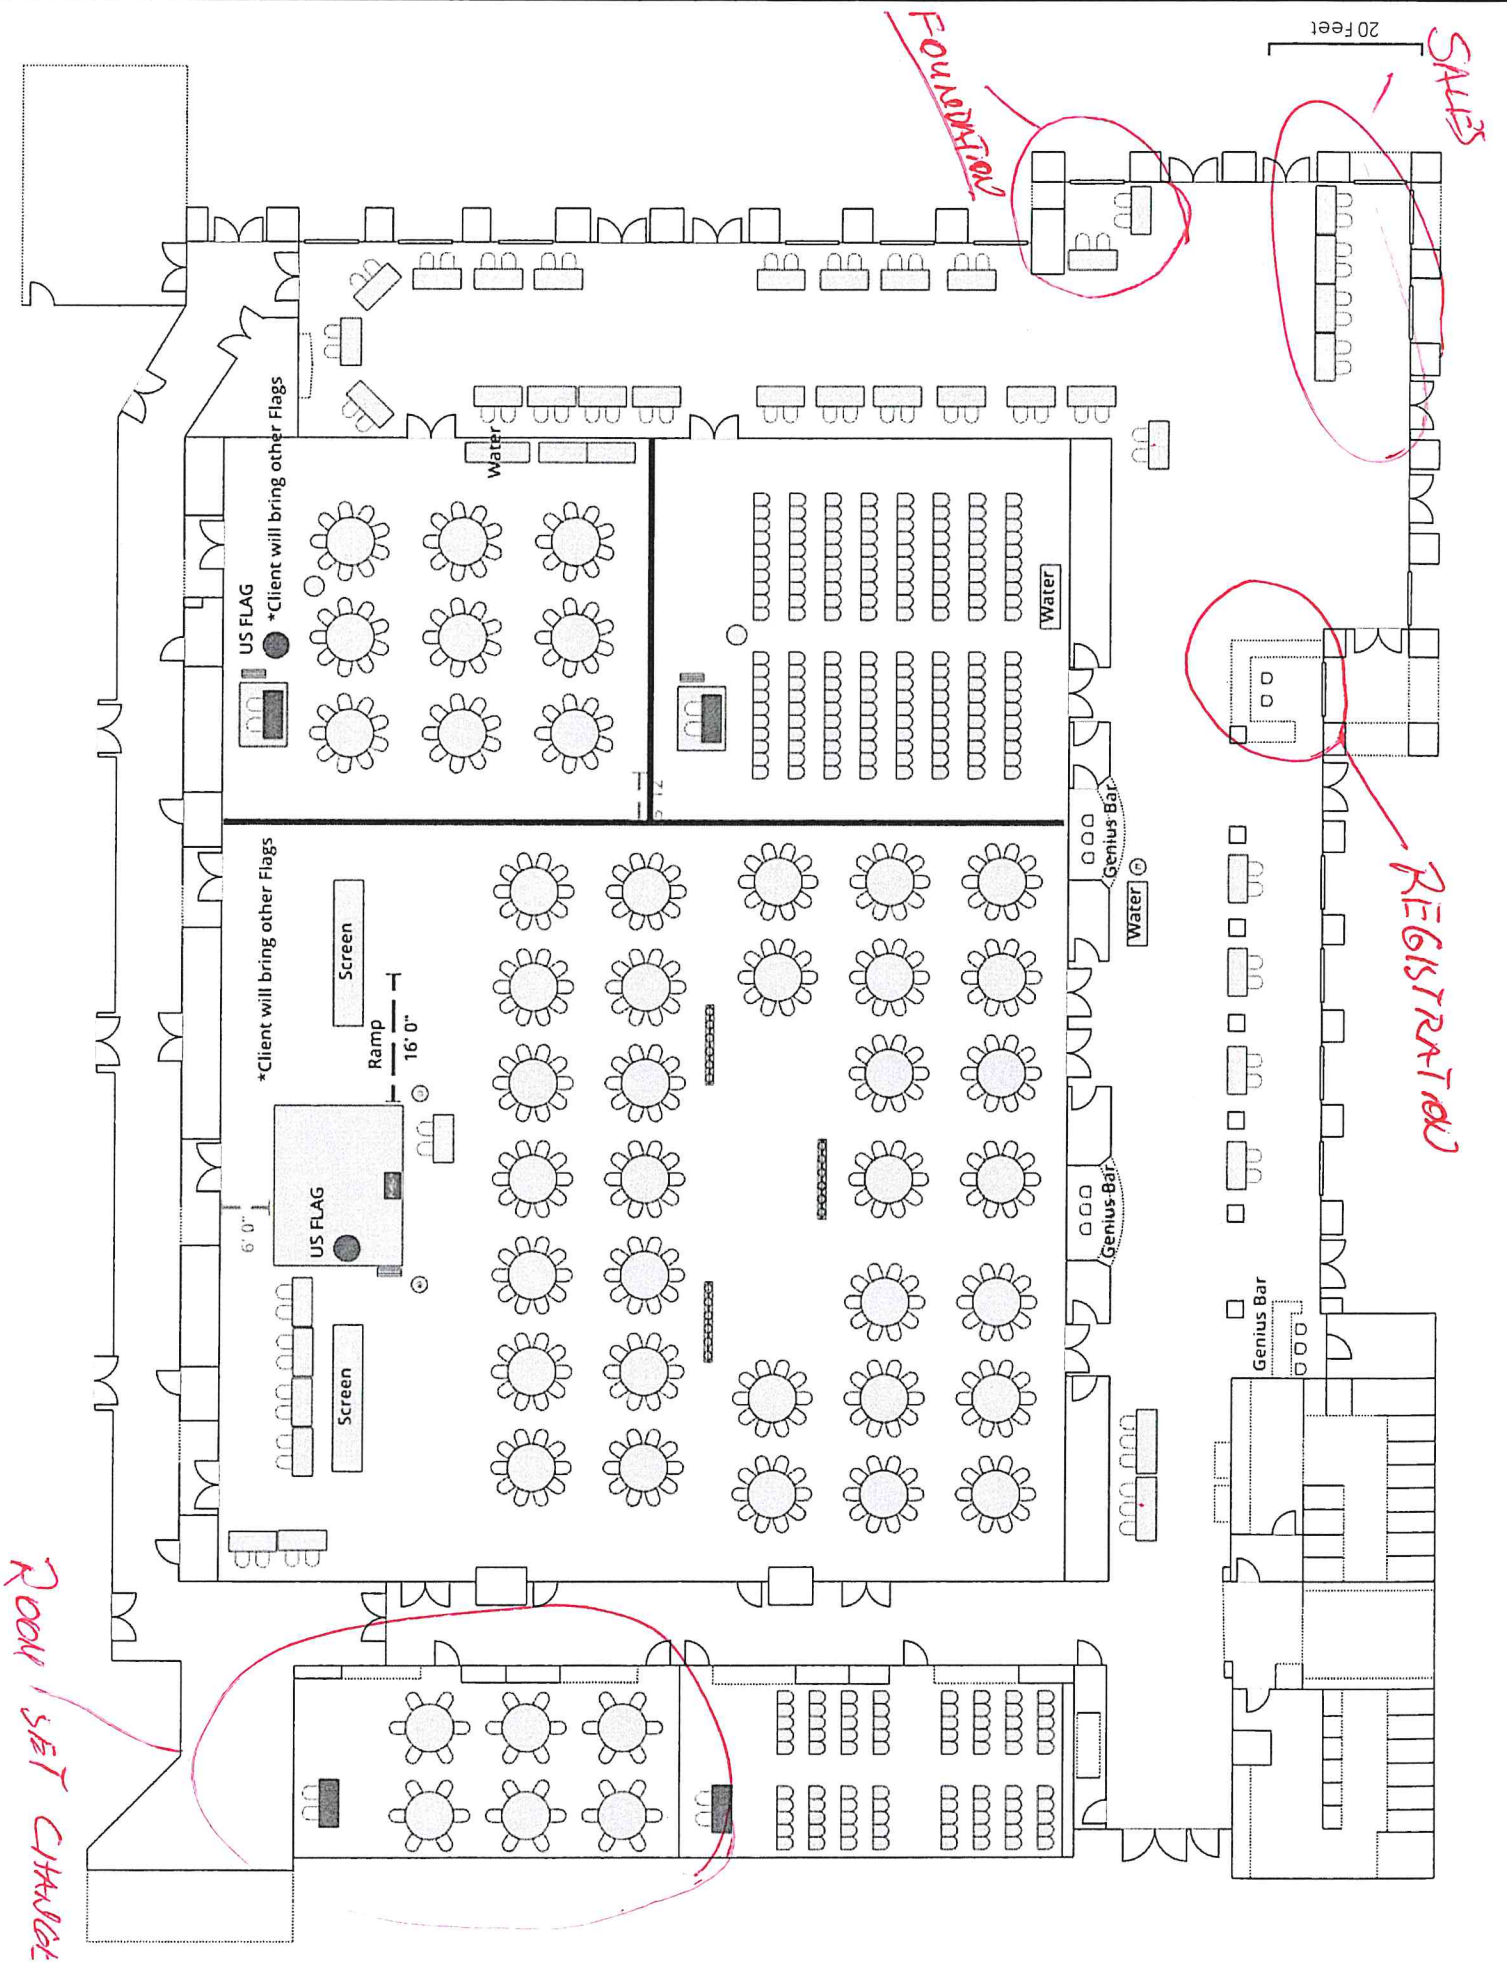 20 Feet
SALES
FOUNDATION
*Client will bring other Flags
US FLAG
Water
Water
REGISTRATION
*Client will bring other Flags
Screen
Ramp
16' 0"
Genius Bar
Water
6' 0"
US FLAG
Genius Bar
Screen
Genius Bar
ROOM 1 SET CHANGE